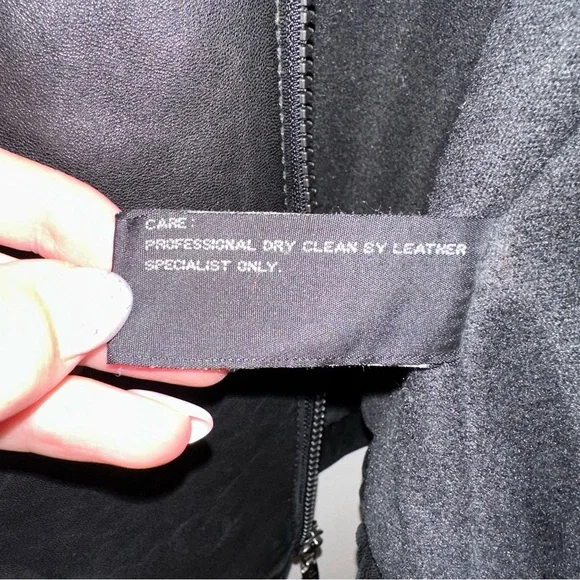 CARE:
PROFESSIONAL DRY CLEAN BY LEATHER
SPECIALIST ONLY.